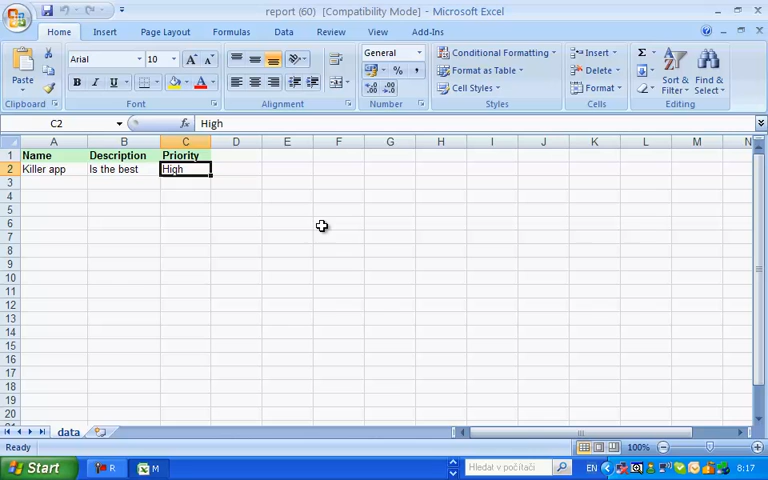 report (60) [Compatibility Mode] - Microsoft Excel
Home Insert Page Layout Formulas Data Review View Add-Ins
Paste
Clipboard
Arial 10
B I U
Font
Alignment
General
% ,
Number
Conditional Formatting
Format as Table
Cell Styles
Styles
Insert
Delete
Format
Cells
Σ
Sort & Filter
Find & Select
Editing
C2 fx High
A B C D E F G H I J K L M N
1 Name Description Priority
2 Killer app Is the best High
3
4
5
6
7
8
9
10
11
12
13
14
15
16
17
18
19
20
21
data
Ready 100%
Start R M Hledat v počítači EN 8:17